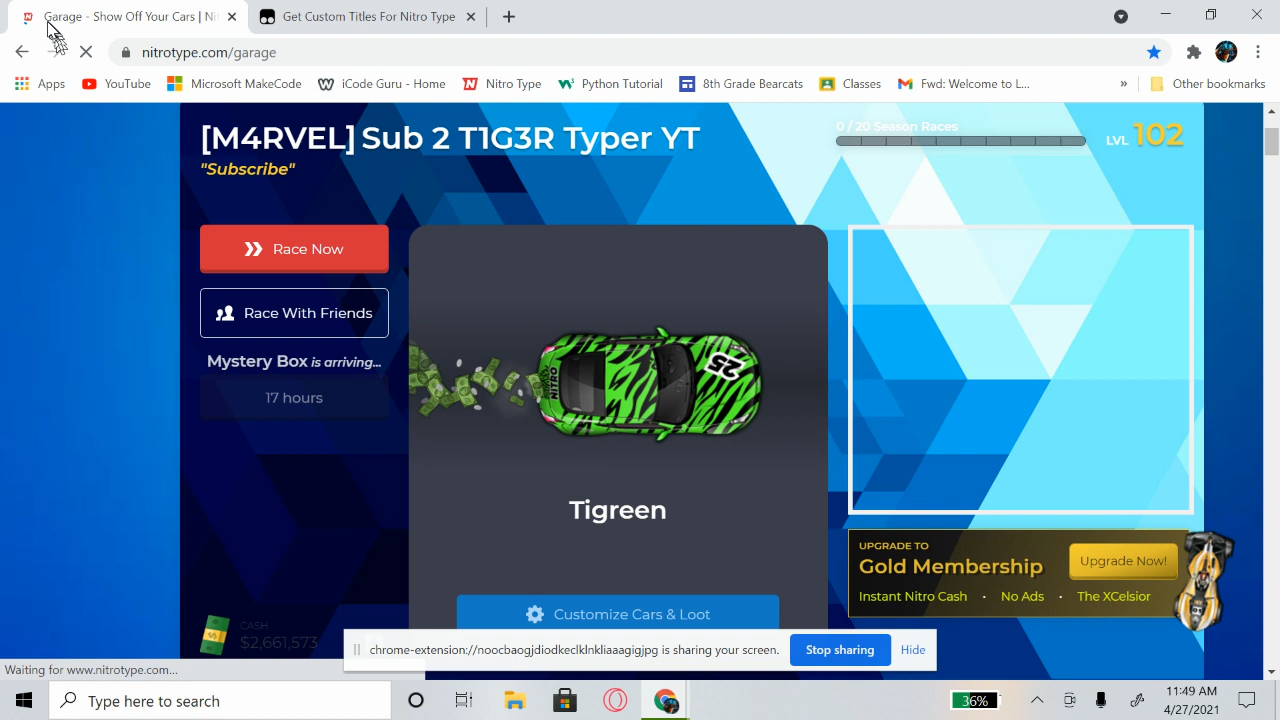 Garage - Show Off Your Cars | Ni
Get Custom Titles For Nitro Type
nitrotype.com/garage
Apps
YouTube
Microsoft MakeCode
iCode Guru - Home
Nitro Type
Python Tutorial
8th Grade Bearcats
Classes
Fwd: Welcome to L...
»
Other bookmarks
[M4RVEL] Sub 2 T1G3R Typer YT
"Subscribe"
0 / 20 Season Races
LVL 102
Race Now
Race With Friends
Mystery Box is arriving...
17 hours
NITRO
25
Tigreen
Customize Cars & Loot
UPGRADE TO
Gold Membership
Upgrade Now!
Instant Nitro Cash · No Ads · The XCelsior
CASH
$2,661,573
chrome-extension://noocbaogjdiodkeclklnkliaaagigjpg is sharing your screen.
Stop sharing
Hide
Waiting for www.nitrotype.com...
Type here to search
36%
11:49 AM
4/27/2021